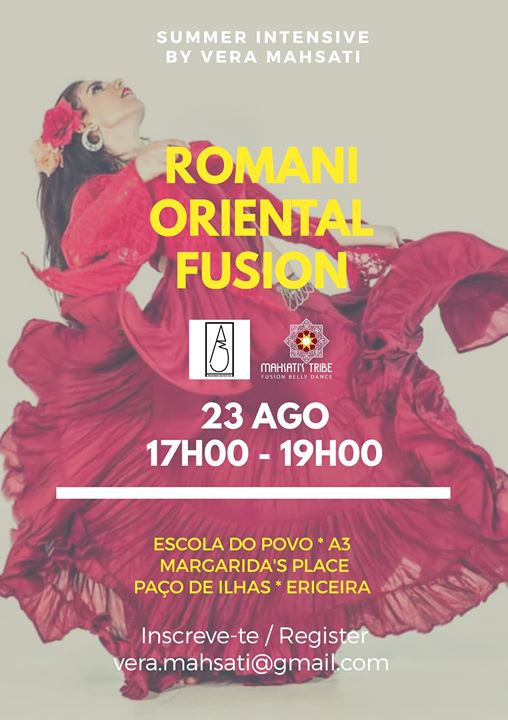 SUMMER INTENSIVE
BY VERA MAHSATI
ROMANI
ORIENTAL
FUSION
MAHSATI'S TRIBE
FUSION BELLY DANCE
23 AGO
17H00 - 19H00
ESCOLA DO POVO * A3
MARGARIDA'S PLACE
PAÇO DE ILHAS * ERICEIRA
Inscreve-te / Register
vera.mahsati@gmail.com